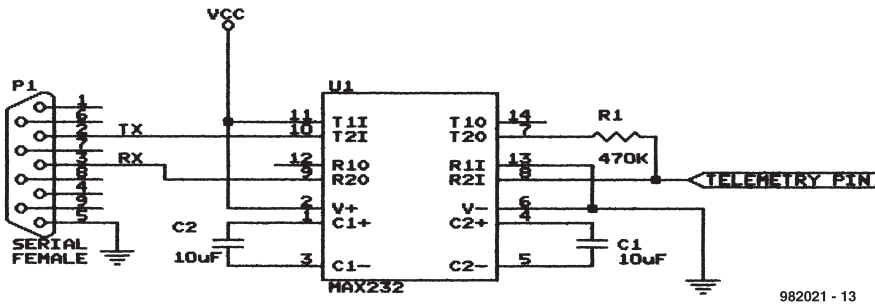 VCC
P1
U1
1
6
2
TX
7
3
RX
8
4
9
5
SERIAL
FEMALE
11
T1I
10
T2I
12
R1O
9
R2O
2
V+
1
C1+
3
C1-
C2
10uF
T1O
14
T2O
7
R1I
13
R2I
8
V-
6
C2+
4
C2-
5
MAX232
R1
470K
TELEMETRY PIN
C1
10uF
982021 - 13